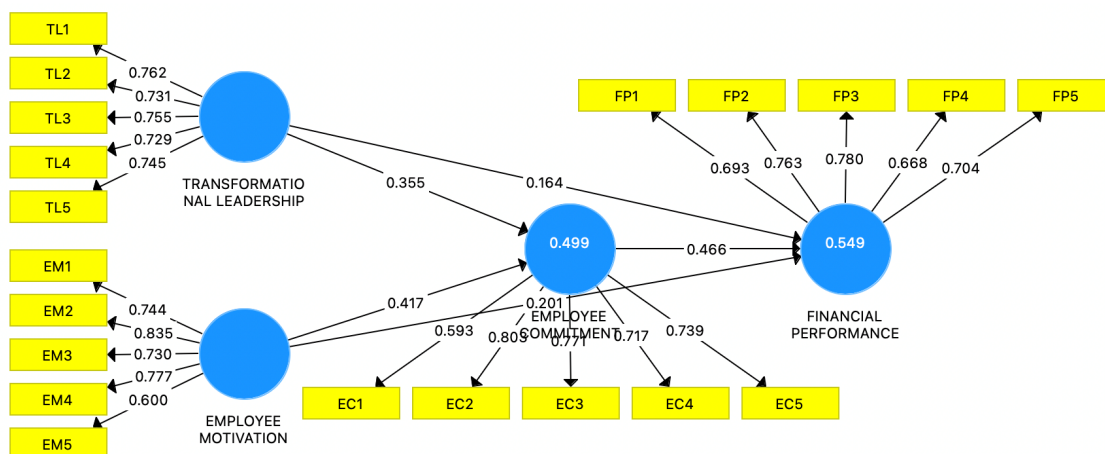 TL1
TL2
TL3
TL4
TL5
0.762
0.731
0.755
0.729
0.745
TRANSFORMATIO
NAL LEADERSHIP
EM1
EM2
EM3
EM4
EM5
0.744
0.835
0.730
0.777
0.600
EMPLOYEE
MOTIVATION
0.355
0.164
0.417
0.201
0.466
0.499
EMPLOYEE
COMMITMENT
0.593
0.803
0.771
0.717
0.739
EC1
EC2
EC3
EC4
EC5
FP1
FP2
FP3
FP4
FP5
0.693
0.763
0.780
0.668
0.704
0.549
FINANCIAL
PERFORMANCE